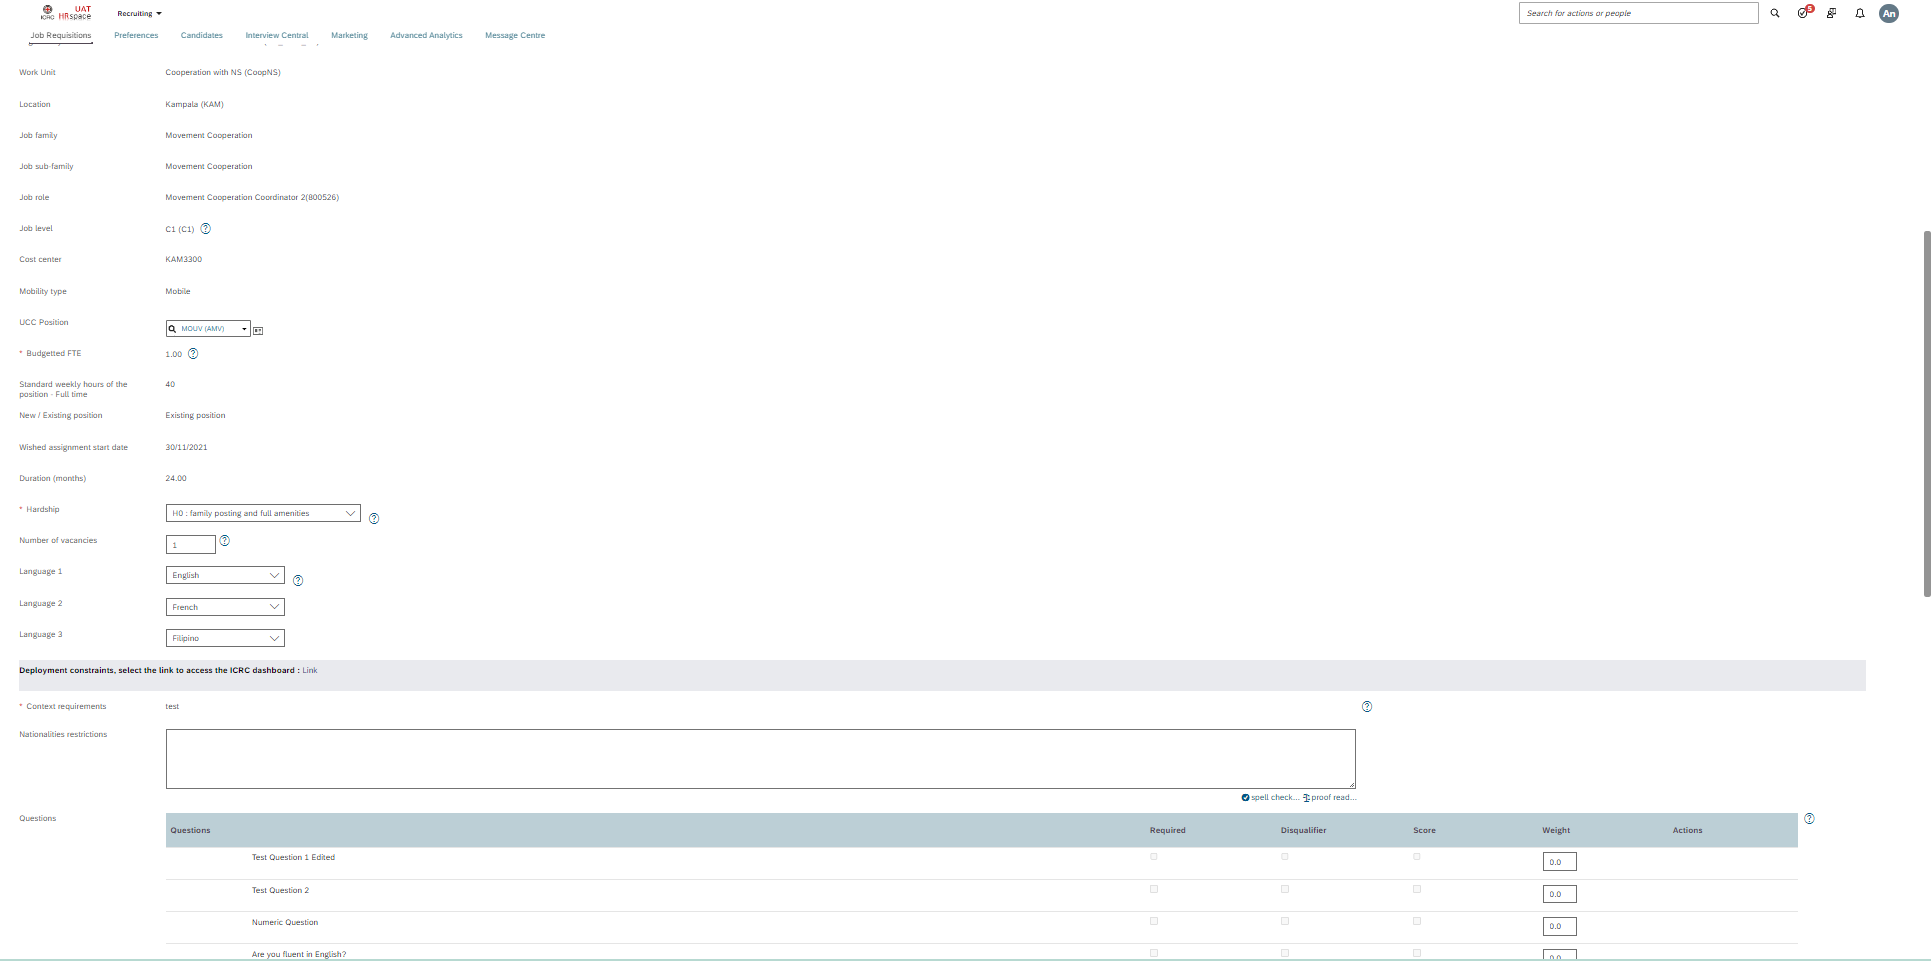 ICRC
UAT
HRspace
Recruiting
Search for actions or people
5
An
Job Requisitions
Preferences
Candidates
Interview Central
Marketing
Advanced Analytics
Message Centre
Work Unit
Cooperation with NS (CoopNS)
Location
Kampala (KAM)
Job family
Movement Cooperation
Job sub-family
Movement Cooperation
Job role
Movement Cooperation Coordinator 2(800526)
Job level
C1 (C1) ?
Cost center
KAM3300
Mobility type
Mobile
UCC Position
MOUV (AMV)
* Budgetted FTE
1.00 ?
Standard weekly hours of the
position - Full time
40
New / Existing position
Existing position
Wished assignment start date
30/11/2021
Duration (months)
24.00
* Hardship
H0 : family posting and full amenities
?
Number of vacancies
1
?
Language 1
English
?
Language 2
French
Language 3
Filipino
Deployment constraints, select the link to access the ICRC dashboard : Link
* Context requirements
test
?
Nationalities restrictions
spell check... proof read...
Questions
Questions Required Disqualifier Score Weight Actions
?
Test Question 1 Edited 0.0
Test Question 2 0.0
Numeric Question 0.0
Are you fluent in English? 0.0